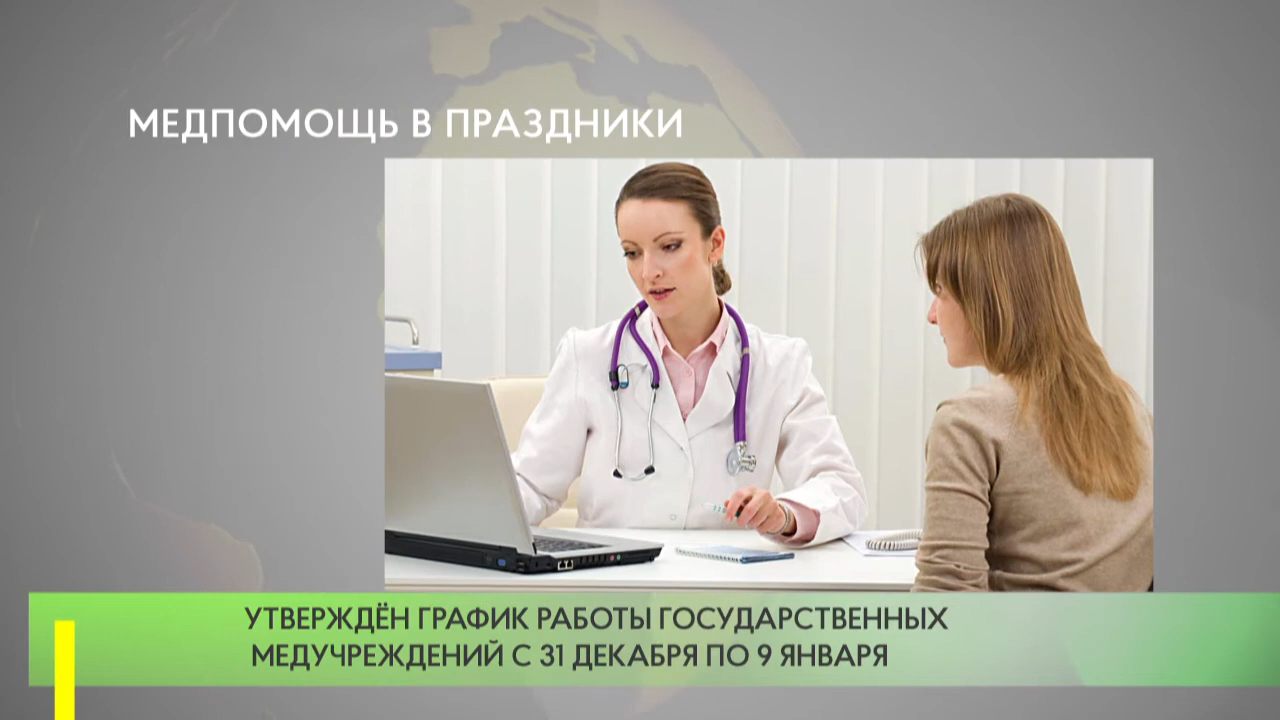 МЕДПОМОЩЬ В ПРАЗДНИКИ
УТВЕРЖДЁН ГРАФИК РАБОТЫ ГОСУДАРСТВЕННЫХ
МЕДУЧРЕЖДЕНИЙ С 31 ДЕКАБРЯ ПО 9 ЯНВАРЯ